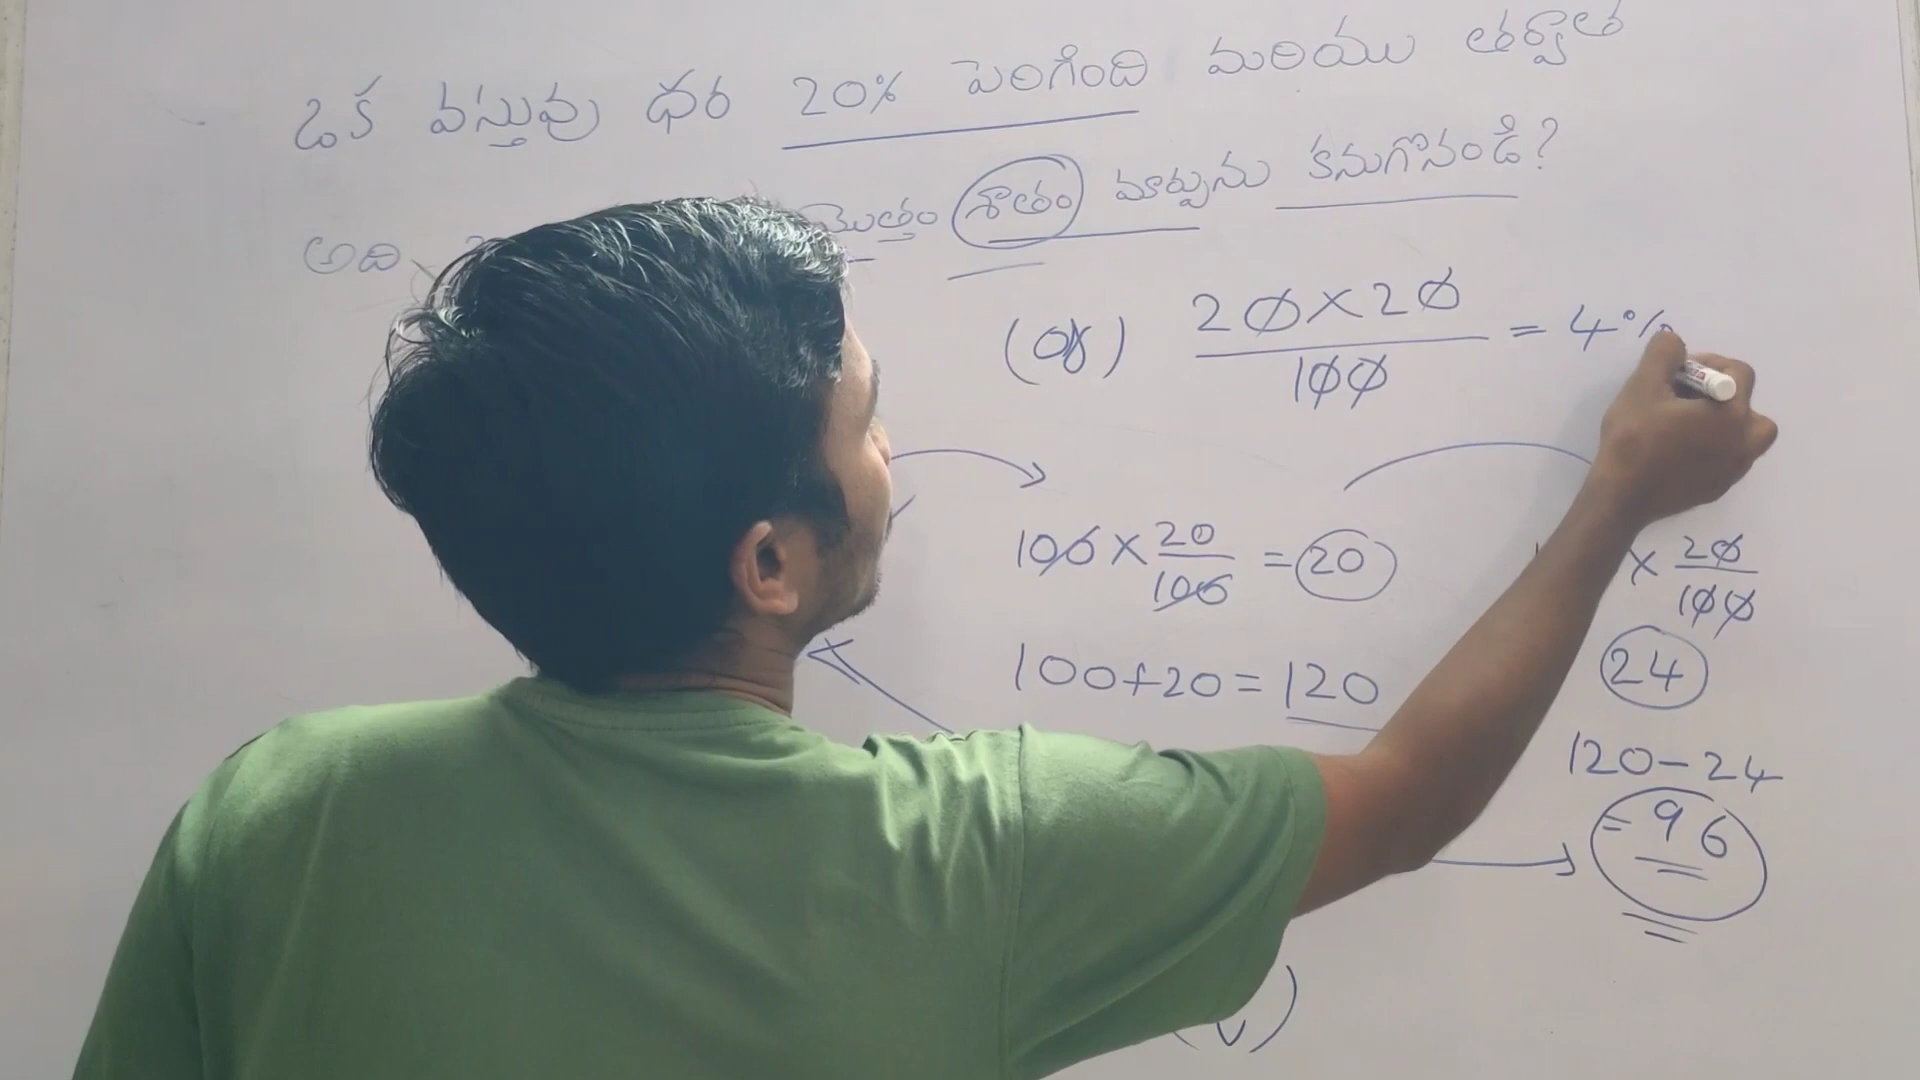 ఒక వస్తువు ధర 20% పెరిగింది మరియు తర్వాత
అది మొత్తం శాతం మార్పును కనుగొనండి?
(or) 20×20/100 = 4%
100×20/100 = 20
× 20/100
100+20=120
24
120-24
=96